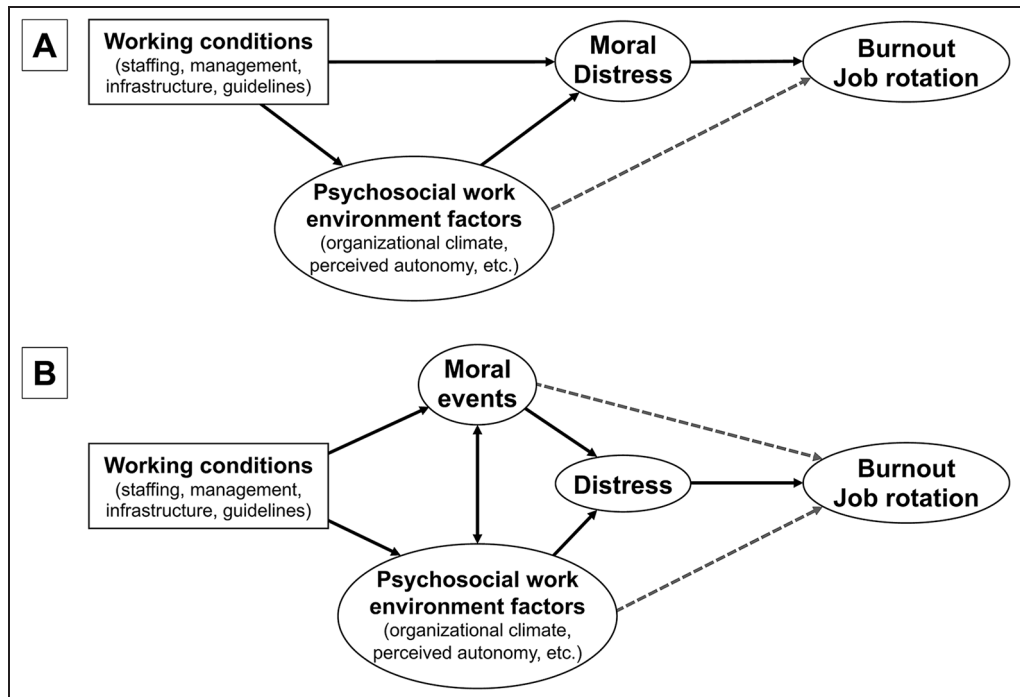 A
Working conditions
(staffing, management,
infrastructure, guidelines)
Moral
Distress
Burnout
Job rotation
Psychosocial work
environment factors
(organizational climate,
perceived autonomy, etc.)
B
Moral
events
Working conditions
(staffing, management,
infrastructure, guidelines)
Distress
Burnout
Job rotation
Psychosocial work
environment factors
(organizational climate,
perceived autonomy, etc.)